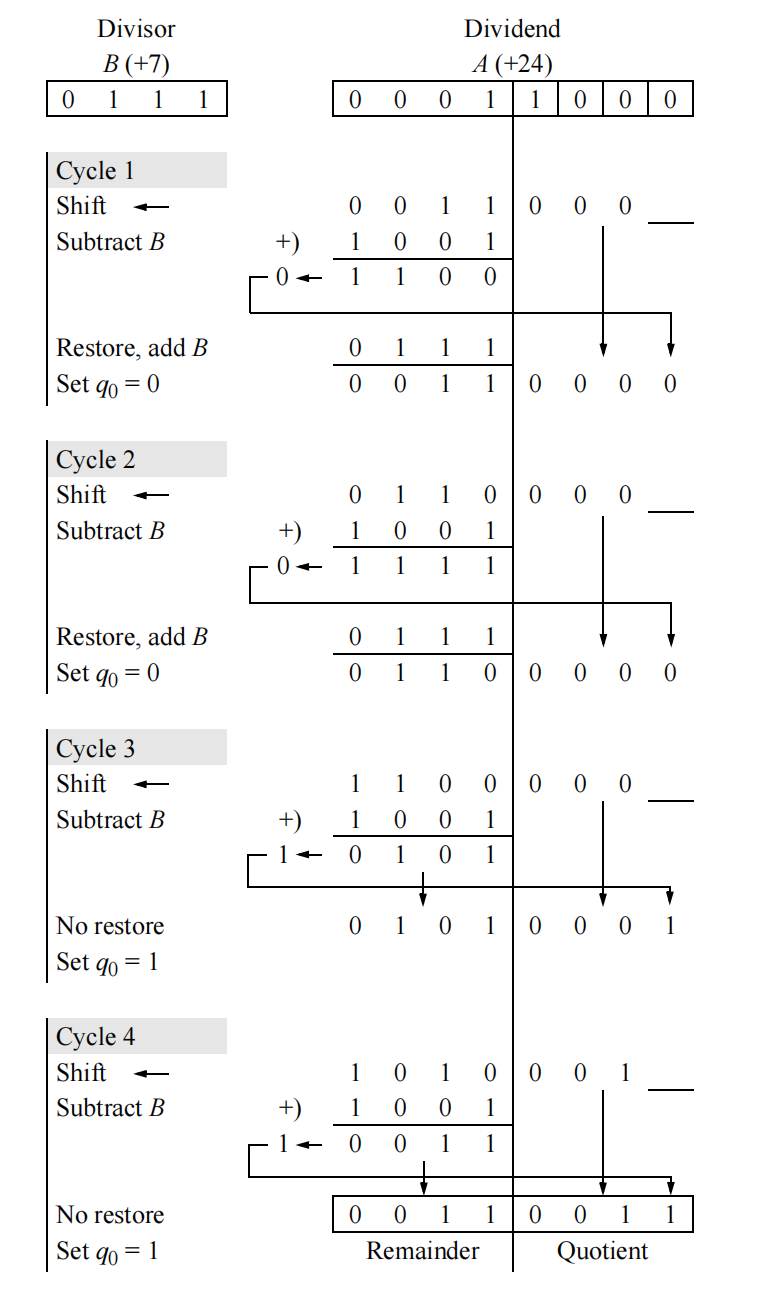 Divisor Dividend
B (+7) A (+24)
0 1 1 1 0 0 0 1 1 0 0 0
Cycle 1
Shift ← 0 0 1 1 0 0 0
Subtract B +) 1 0 0 1
0 ← 1 1 0 0
Restore, add B 0 1 1 1
Set q0 = 0 0 0 1 1 0 0 0 0
Cycle 2
Shift ← 0 1 1 0 0 0 0
Subtract B +) 1 0 0 1
0 ← 1 1 1 1
Restore, add B 0 1 1 1
Set q0 = 0 0 1 1 0 0 0 0 0
Cycle 3
Shift ← 1 1 0 0 0 0 0
Subtract B +) 1 0 0 1
1 ← 0 1 0 1
No restore 0 1 0 1 0 0 0 1
Set q0 = 1
Cycle 4
Shift ← 1 0 1 0 0 0 1
Subtract B +) 1 0 0 1
1 ← 0 0 1 1
No restore 0 0 1 1 0 0 1 1
Set q0 = 1 Remainder Quotient